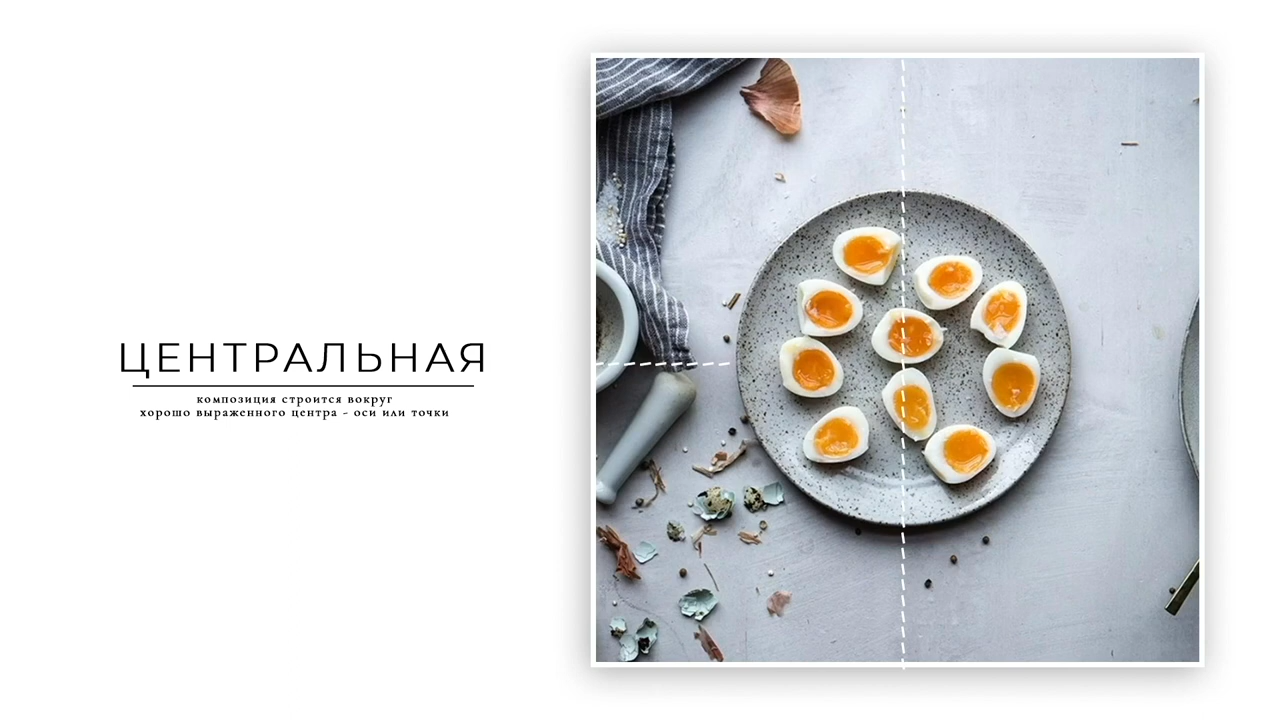 ЦЕНТРАЛЬНАЯ
композиция строится вокруг
хорошо выраженного центра - оси или точки